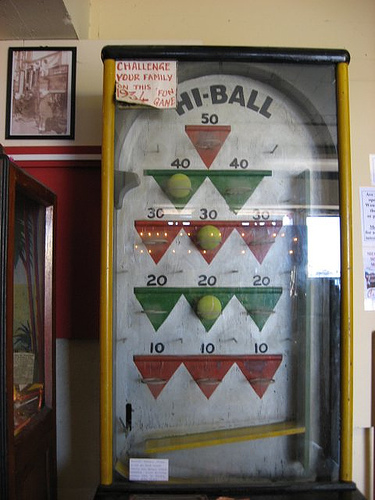 CHALLENGE
YOUR FAMILY
ON THIS
1934 'FUN
GAME
HI-BALL
50
40 40
30 30 30
20 20 20
10 10 10